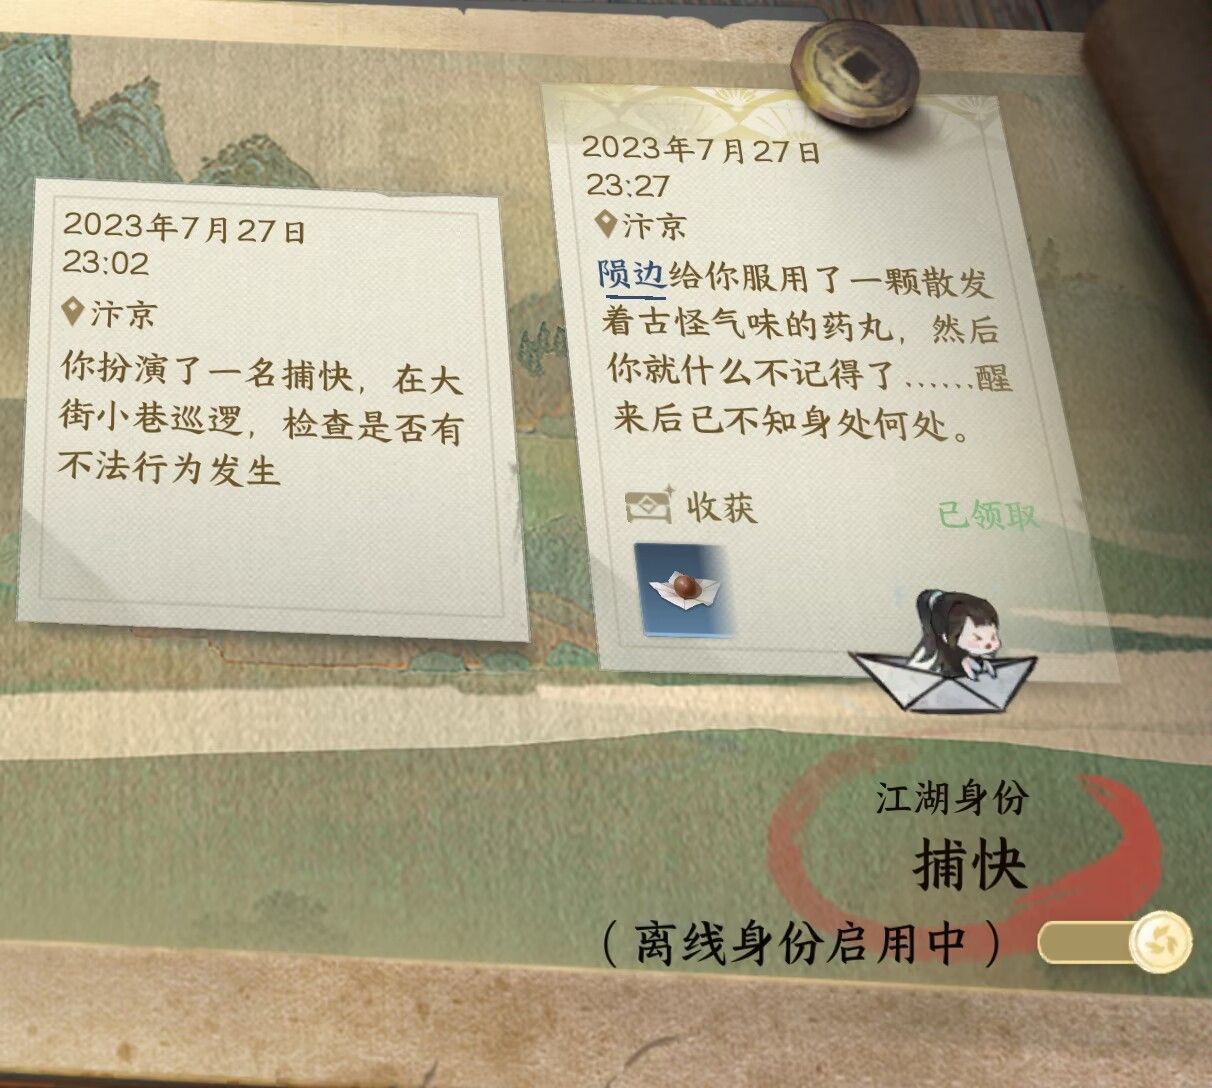 2023年7月27日
23:02
汴京
你扮演了一名捕快，在大
街小巷巡逻，检查是否有
不法行为发生
2023年7月27日
23:27
汴京
陨边给你服用了一颗散发
着古怪气味的药丸，然后
你就什么不记得了……醒
来后已不知身处何处。
收获
已领取
江湖身份
捕快
（离线身份启用中）